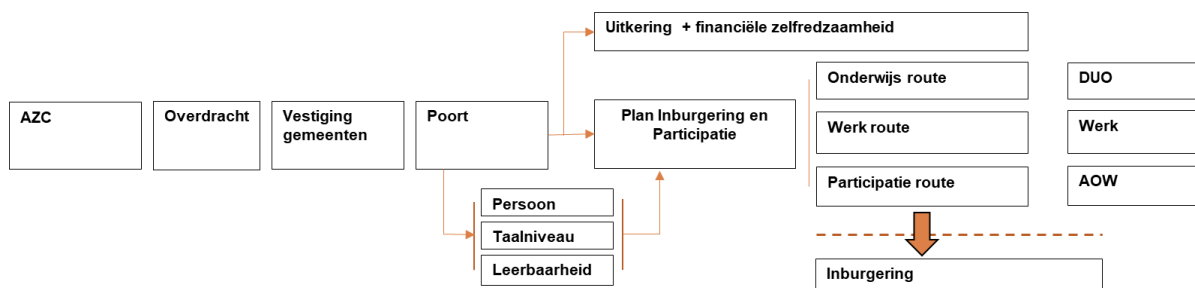 Uitkering + financiële zelfredzaamheid
AZC
Overdracht
Vestiging
gemeenten
Poort
Plan Inburgering en
Participatie
Onderwijs route
DUO
Werk route
Werk
Participatie route
AOW
Persoon
Taalniveau
Leerbaarheid
Inburgering